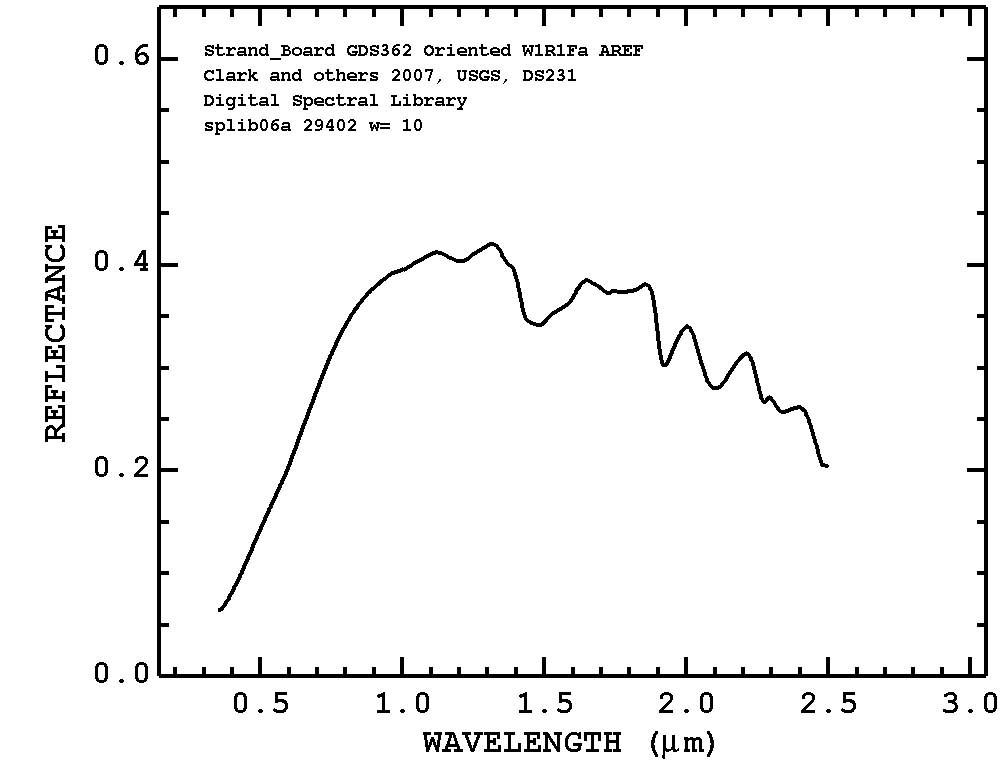 Strand_Board GDS362 Oriented W1R1Fa AREF
Clark and others 2007, USGS, DS231
Digital Spectral Library
splib06a 29402 w= 10
0.6
0.4
0.2
0.0
REFLECTANCE
0.5 1.0 1.5 2.0 2.5 3.0
WAVELENGTH (μm)